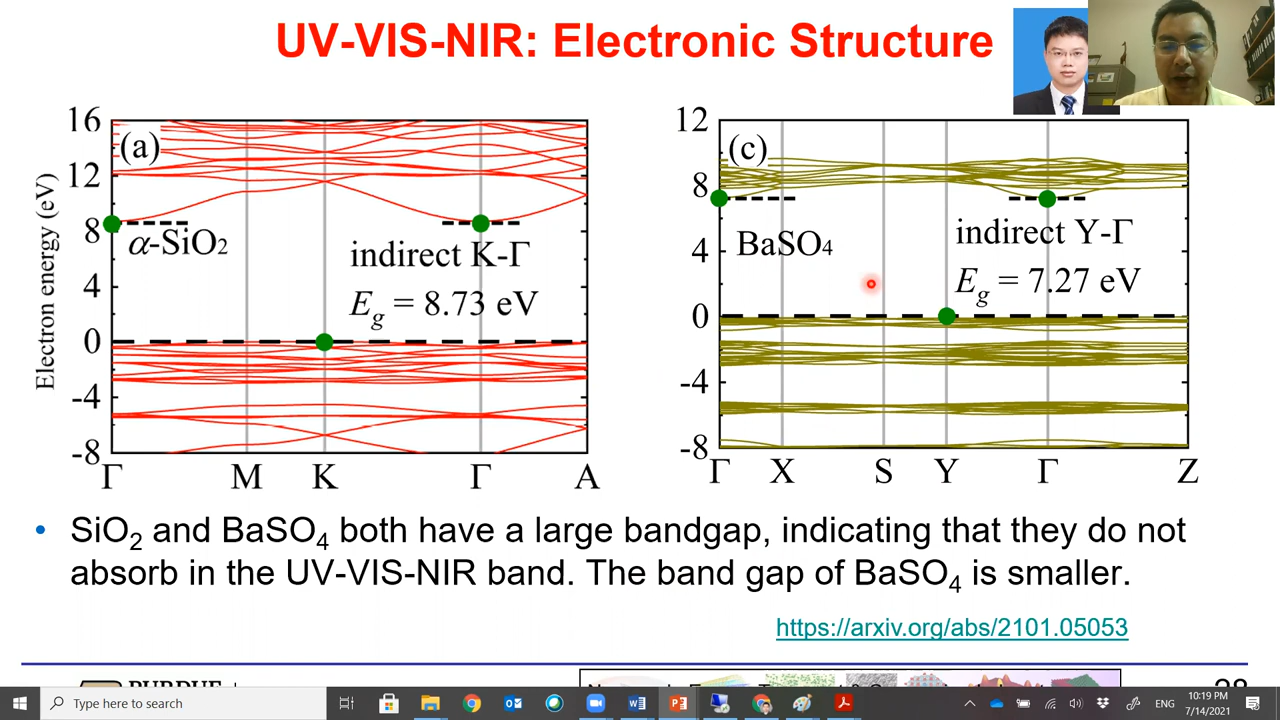 UV-VIS-NIR: Electronic Structure
Electron energy (eV)
16
12
8
4
0
-4
-8
(a)
α-SiO2
indirect K-Γ
Eg = 8.73 eV
Γ M K Γ A
12
8
4
0
-4
-8
(c)
BaSO4
indirect Y-Γ
Eg = 7.27 eV
Γ X S Y Γ Z
• SiO2 and BaSO4 both have a large bandgap, indicating that they do not
absorb in the UV-VIS-NIR band. The band gap of BaSO4 is smaller.
https://arxiv.org/abs/2101.05053
PURDUE
Type here to search
ENG
10:19 PM
7/14/2021